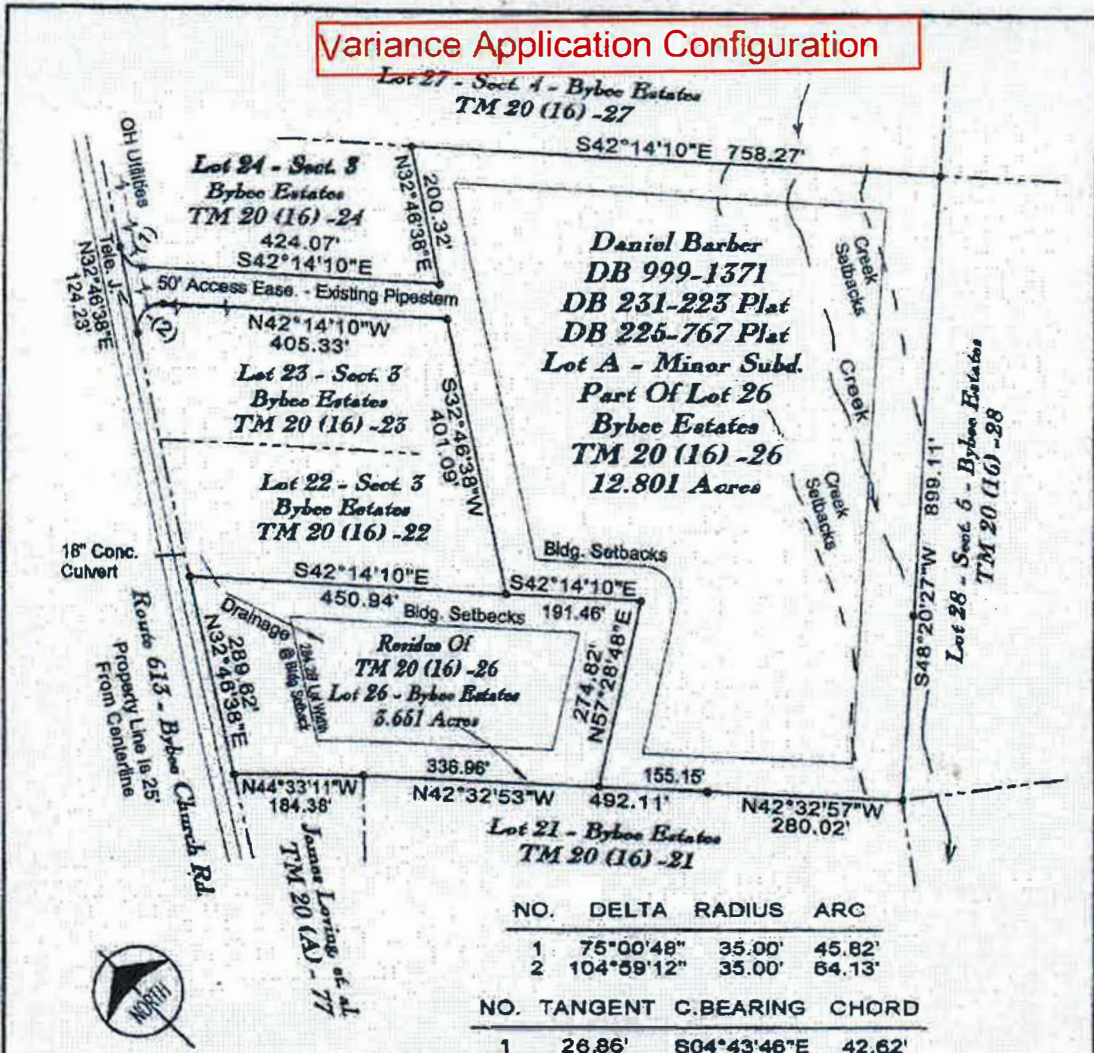 Variance Application Configuration
Lot 27 - Sect. 4 - Bybee Estates
TM 20 (16) -27
S42°14'10"E 758.27'
OH Utilities
Lot 24 - Sect. 3
Bybee Estates
TM 20 (16) -24
424.07'
S42°14'10"E
N32°46'38"E
200.32'
(1)
Tele. J.
N32°46'38"E
124.23'
50' Access Ease. - Existing Pipestem
(2)
N42°14'10"W
405.33'
Lot 23 - Sect. 3
Bybee Estates
TM 20 (16) -23
S32°46'38"W
401.09'
Daniel Barber
DB 999-1371
DB 231-223 Plat
DB 225-767 Plat
Lot A - Minor Subd.
Part Of Lot 26
Bybee Estates
TM 20 (16) -26
12.801 Acres
Creek
Setbacks
Creek
Creek
Setbacks
S48°20'27"W 899.11'
Lot 28 - Sect. 5 - Bybee Estates
TM 20 (16) -28
Lot 22 - Sect. 3
Bybee Estates
TM 20 (16) -22
18" Conc.
Culvert
Bldg. Setbacks
S42°14'10"E
450.94'
S42°14'10"E
191.46'
Bldg. Setbacks
Drainage
Residue Of
TM 20 (16) -26
Lot 26 - Bybee Estates
3.651 Acres
Lot Width
@ Bldg Setback
274.82'
N57°28'48"E
289.62'
N32°46'38"E
Route 613 - Bybee Church Rd.
Property Line Is 25'
From Centerline
N44°33'11"W
184.38'
336.96'
N42°32'53"W
155.15'
492.11'
N42°32'57"W
280.02'
Lot 21 - Bybee Estates
TM 20 (16) -21
James Loving et al
TM 20 (A) - 77
NORTH
NO. DELTA RADIUS ARC
1 75°00'48" 35.00' 45.82'
2 104°59'12" 35.00' 64.13'
NO. TANGENT C.BEARING CHORD
1 26.86' S04°43'46"E 42.62'